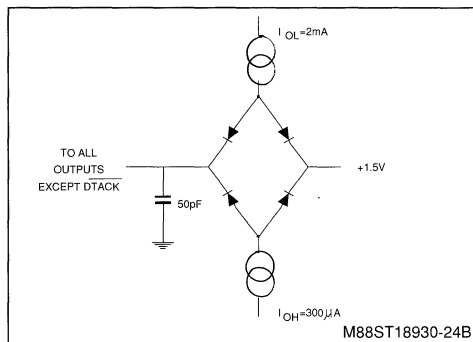 I OL=2mA
TO ALL
OUTPUTS
EXCEPT DTACK
+1.5V
50pF
I OH=300µA
M88ST18930-24B